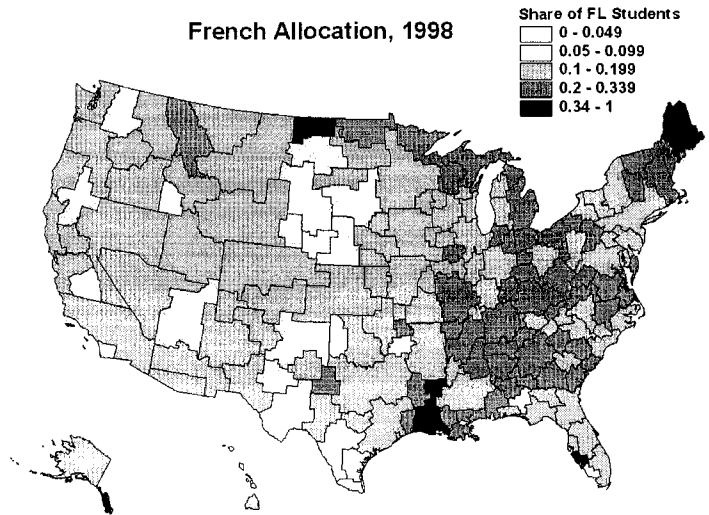 French Allocation, 1998
Share of FL Students
0 - 0.049
0.05 - 0.099
0.1 - 0.199
0.2 - 0.339
0.34 - 1